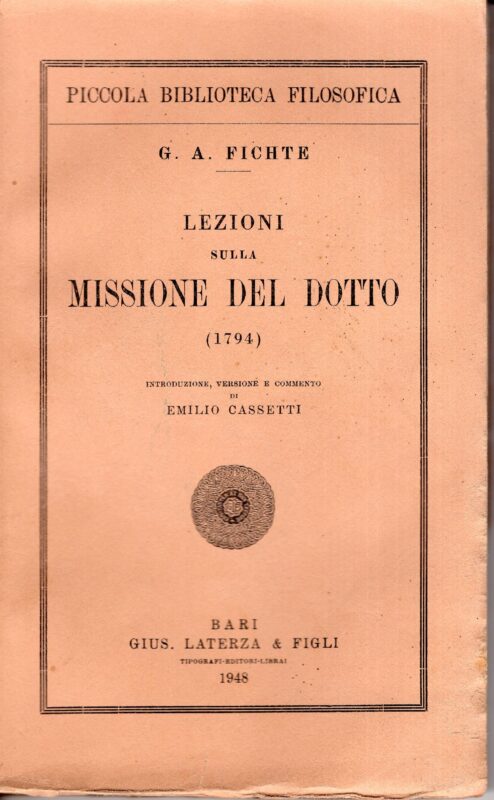 PICCOLA BIBLIOTECA FILOSOFICA
G. A. FICHTE
LEZIONI
SULLA
MISSIONE DEL DOTTO
(1794)
INTRODUZIONE, VERSIONE E COMMENTO
DI
EMILIO CASSETTI
BARI
GIUS. LATERZA & FIGLI
TIPOGRAFI-EDITORI-LIBRAI
1948